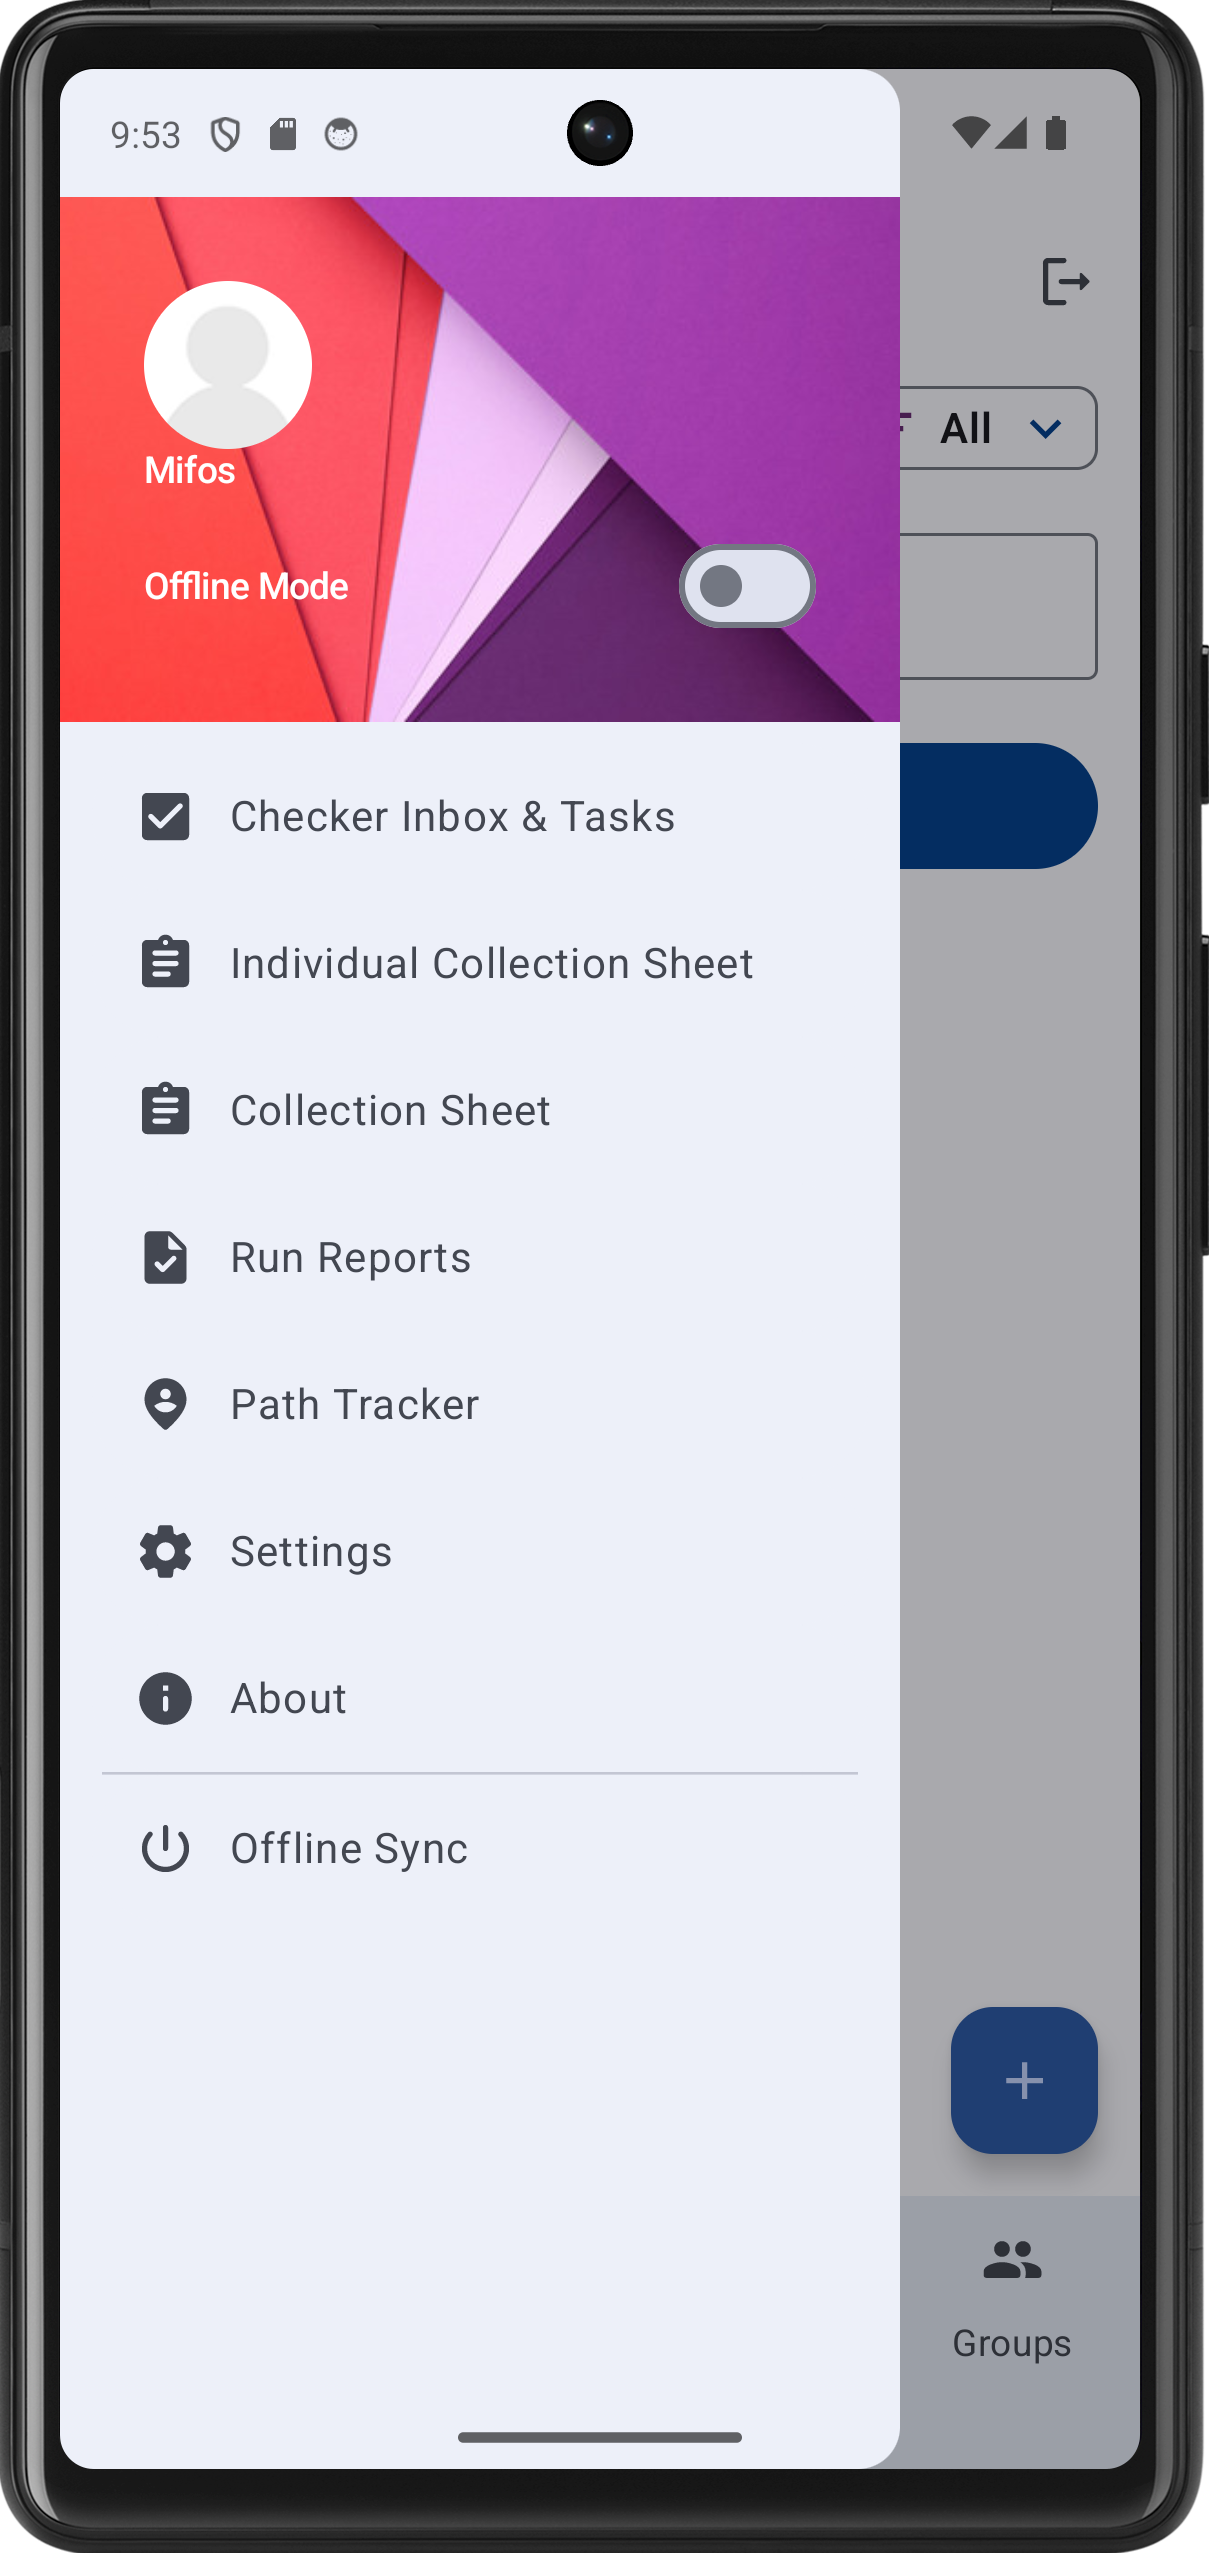 9:53
All
Mifos
Offline Mode
Checker Inbox & Tasks
Individual Collection Sheet
Collection Sheet
Run Reports
Path Tracker
Settings
About
Offline Sync
Groups